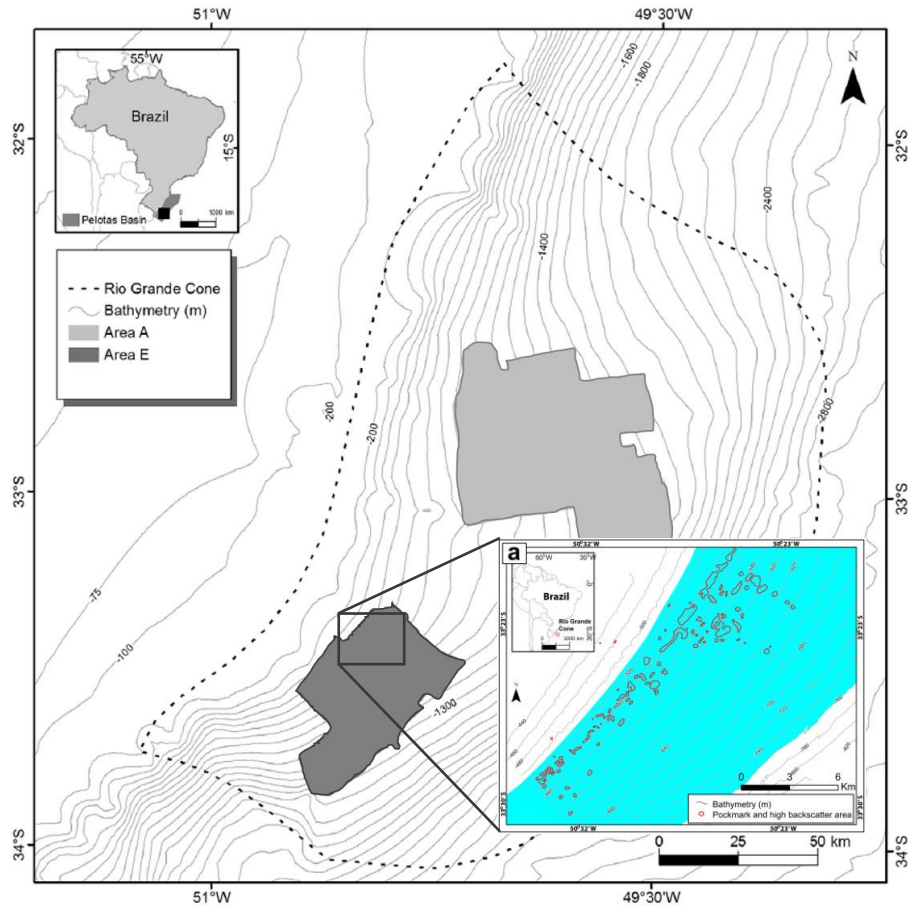 51°W
49°30'W
55°W
Brazil
15°S
Pelotas Basin
0 1000 km
N
32°S
32°S
-1600
-1800
-2400
-1400
Rio Grande Cone
Bathymetry (m)
Area A
Area E
-200
-200
-2800
33°S
33°S
-75
-100
-1300
a
50°32'W
50°23'W
60°W
30°W
0°
Brazil
Rio Grande
Cone
0 2000 km
33°23'S
33°23'S
0 3 6
Km
Bathymetry (m)
Pockmark and high backscatter area
33°30'S
33°30'S
50°32'W
50°23'W
34°S
34°S
0 25 50 km
51°W
49°30'W